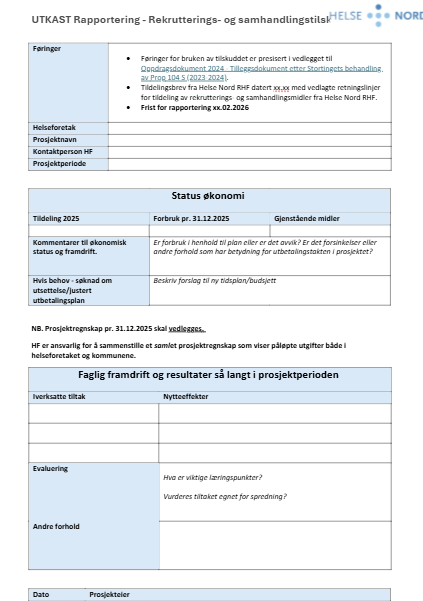 UTKAST Rapportering - Rekrutterings- og samhandlingstilsk
HELSE NORD
Føringer
Føringer for bruken av tilskuddet er presisert i vedlegget til
Oppdragsdokument 2024 Tilleggsdokument etter Stortingets behandling
av Prop 104 S (2023-2024).
Tildelingsbrev fra Helse Nord RHF datert xx.xx med vedlagte retningslinjer
for tildeling av rekrutterings- og samhandlingsmidler fra Helse Nord RHF.
Frist for rapportering xx.02.2026
Helseforetak
Prosjektnavn
Kontaktperson HF
Prosjektperiode
Status økonomi
Tildeling 2025 Forbruk pr. 31.12.2025 Gjenstående midler
Kommentarer til økonomisk
status og framdrift.
Er forbruk i henhold til plan eller er det avvik? Er det forsinkelser eller
andre forhold som har betydning for utbetalingstakten i prosjektet?
Hvis behov - søknad om
utsettelse/justert
utbetalingsplan
Beskriv forslag til ny tidsplan/budsjett
NB. Prosjektregnskap pr. 31.12.2025 skal vedlegges.
HF er ansvarlig for å sammenstille et samlet prosjektregnskap som viser påløpte utgifter både i
helseforetaket og kommunene.
Faglig framdrift og resultater så langt i prosjektperioden
Iverksatte tiltak Nytteeffekter
Evaluering
Hva er viktige læringspunkter?
Vurderes tiltaket egnet for spredning?
Andre forhold
Dato Prosjekteier